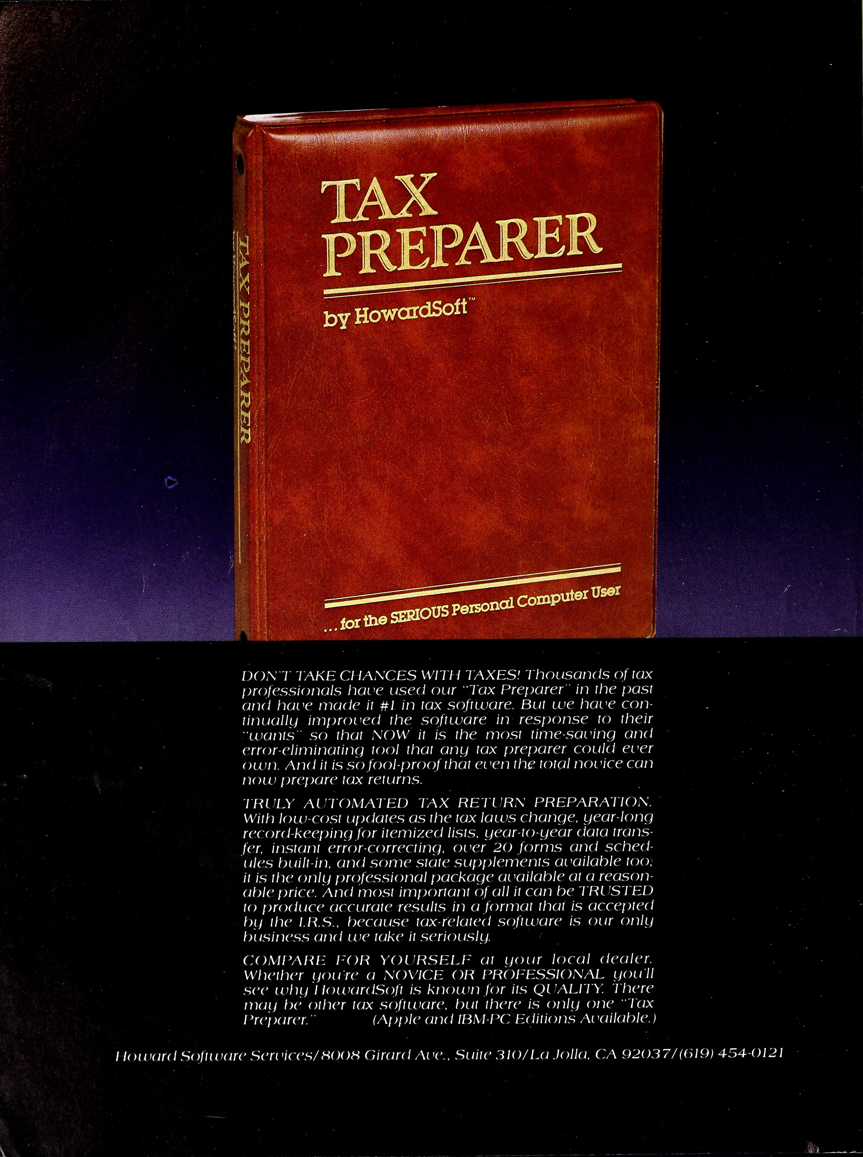 TAX
PREPARER
by HowardSoft™
TAX PREPARER
...for the SERIOUS Personal Computer User
DON'T TAKE CHANCES WITH TAXES! Thousands of tax
professionals have used our "Tax Preparer" in the past
and have made it #1 in tax software. But we have con-
tinually improved the software in response to their
"wants" so that NOW it is the most time-saving and
error-eliminating tool that any tax preparer could ever
own. And it is so fool-proof that even the total novice can
now prepare tax returns.
TRULY AUTOMATED TAX RETURN PREPARATION.
With low-cost updates as the tax laws change, year-long
record-keeping for itemized lists, year-to-year data trans-
fer, instant error-correcting, over 20 forms and sched-
ules built-in, and some state supplements available too,
it is the only professional package available at a reason-
able price. And most important of all it can be TRUSTED
to produce accurate results in a format that is accepted
by the I.R.S., because tax-related software is our only
business and we take it seriously.
COMPARE FOR YOURSELF at your local dealer.
Whether you're a NOVICE OR PROFESSIONAL you'll
see why HowardSoft is known for its QUALITY. There
may be other tax software, but there is only one "Tax
Preparer." (Apple and IBM-PC Editions Available.)
Howard Software Services/8008 Girard Ave., Suite 310/La Jolla, CA 92037/(619) 454-0121